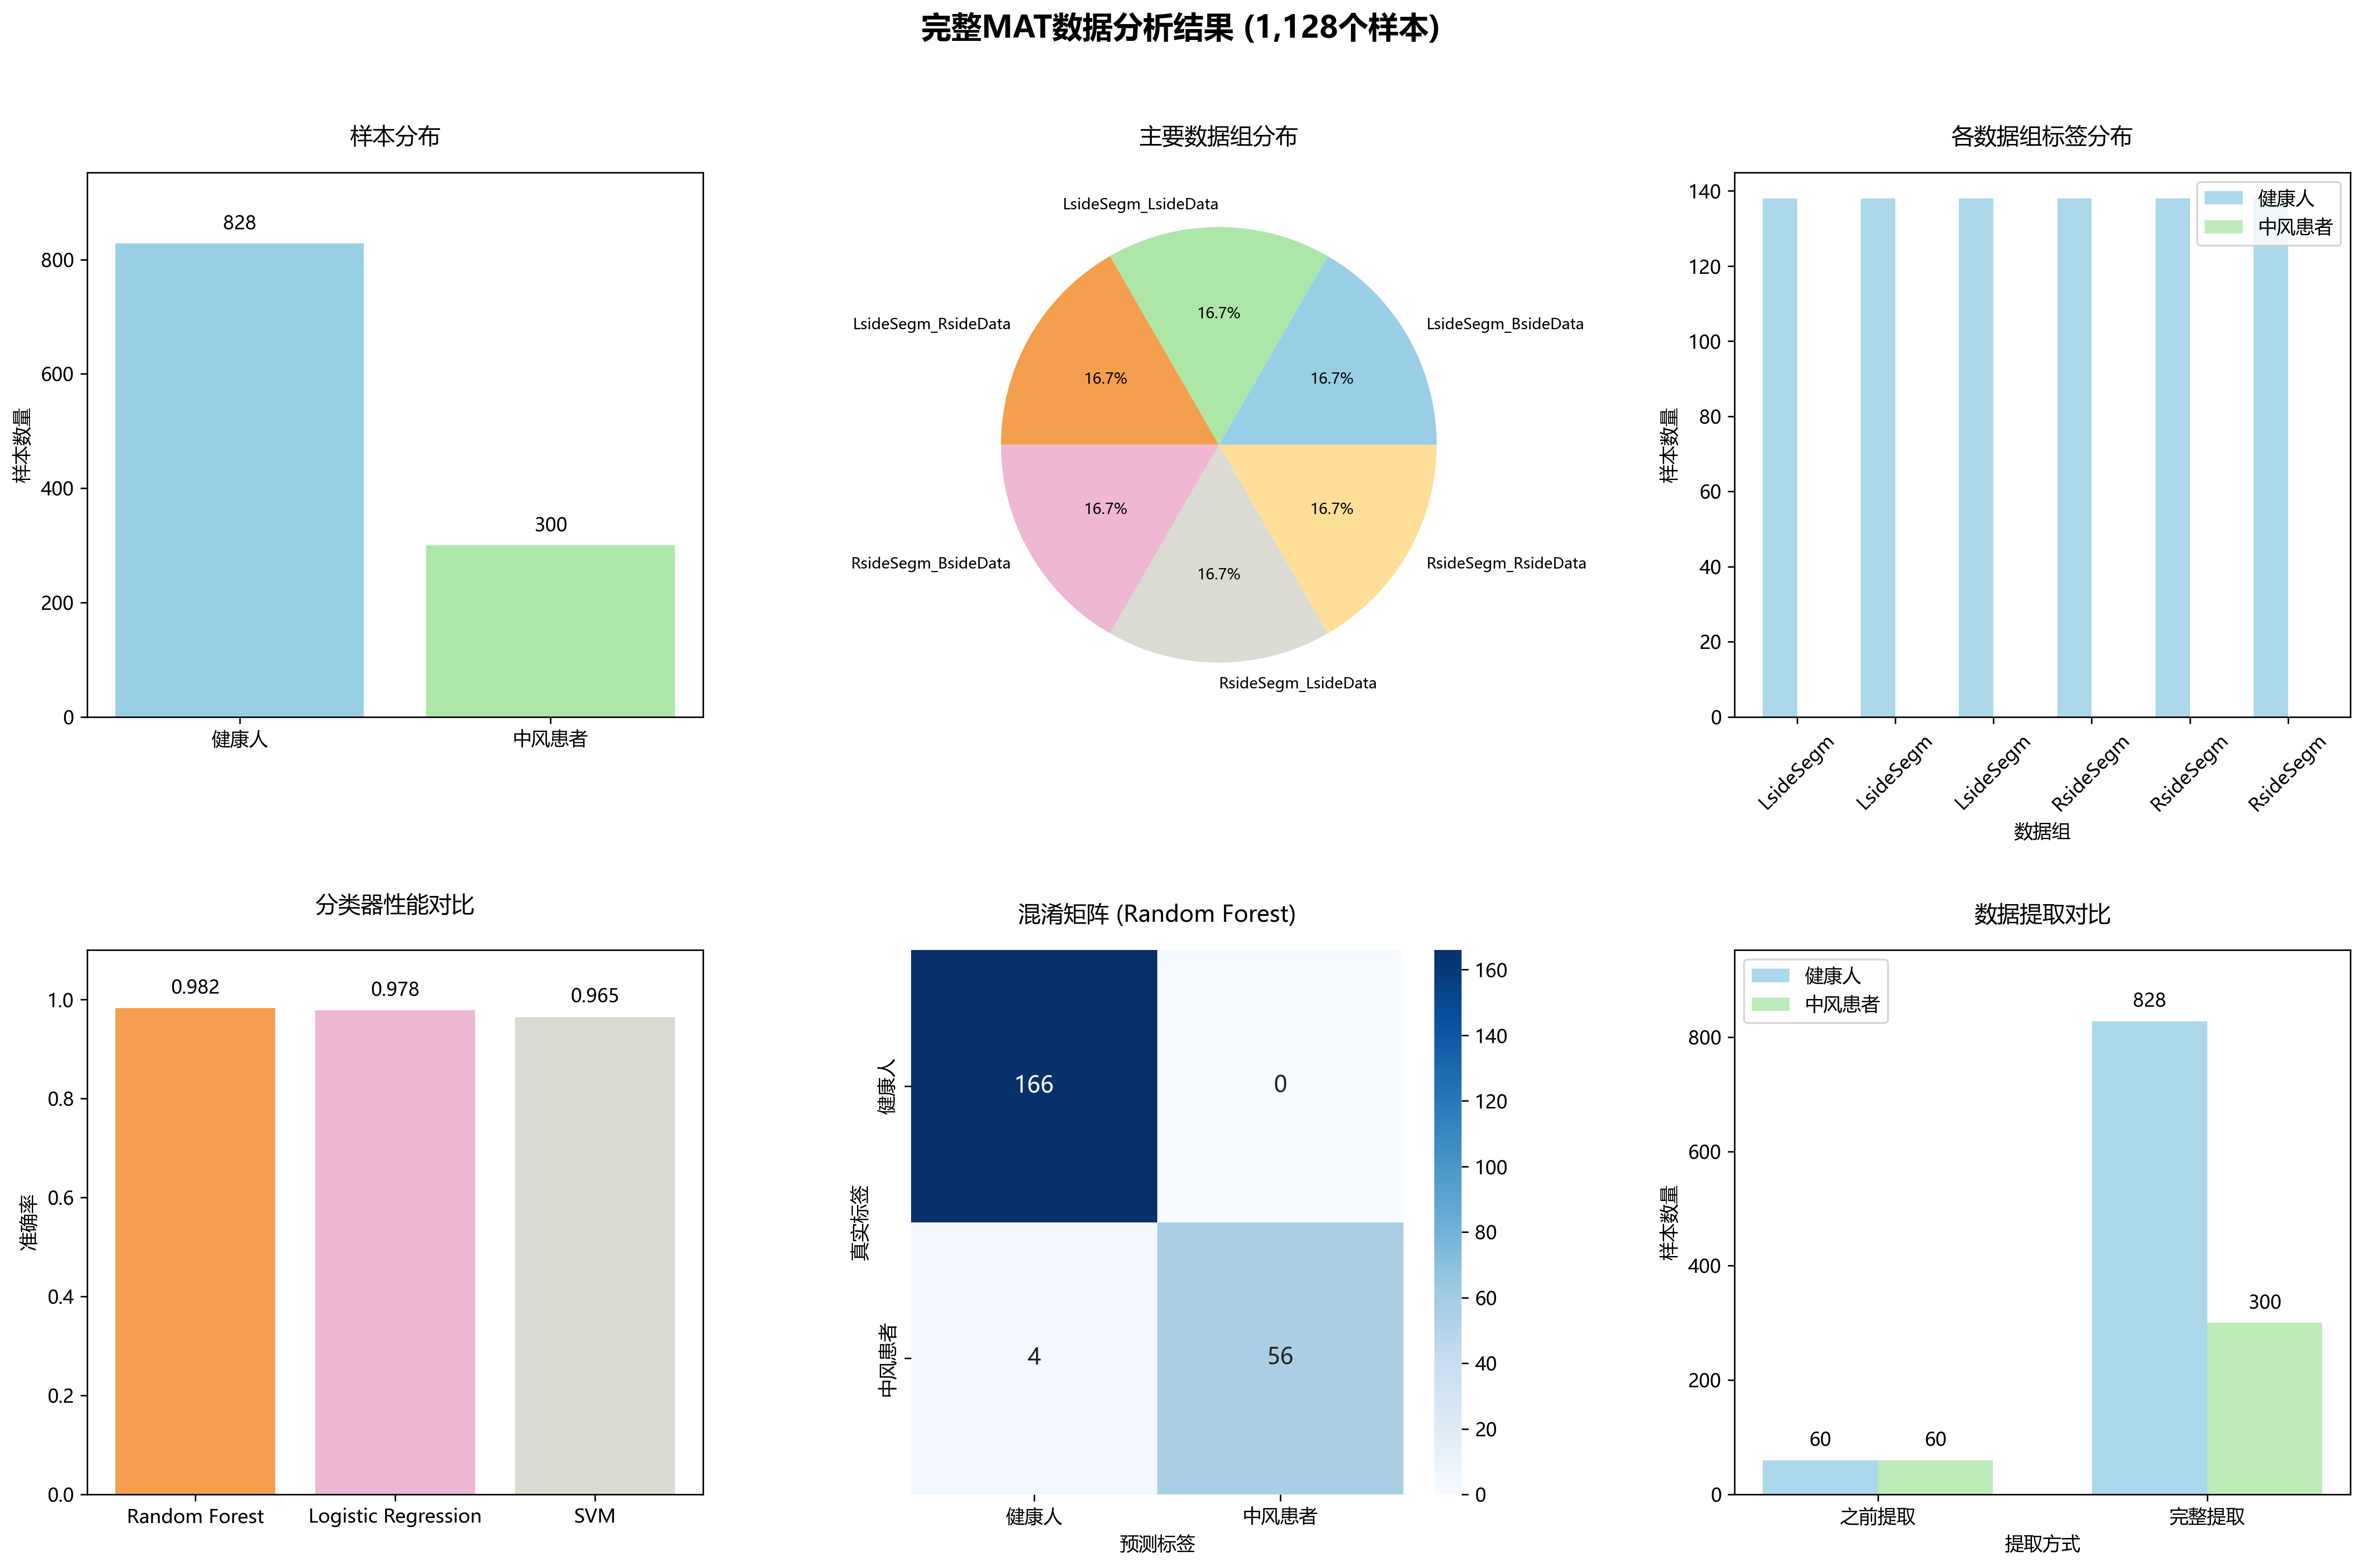 完整MAT数据分析结果 (1,128个样本)
样本分布
样本数量
800
600
400
200
0
828
300
健康人
中风患者
主要数据组分布
LsideSegm_LsideData
LsideSegm_RsideData
LsideSegm_BsideData
16.7%
16.7%
16.7%
16.7%
16.7%
16.7%
RsideSegm_BsideData
RsideSegm_RsideData
RsideSegm_LsideData
各数据组标签分布
样本数量
140
120
100
80
60
40
20
0
健康人
中风患者
LsideSegm
LsideSegm
LsideSegm
RsideSegm
RsideSegm
RsideSegm
数据组
分类器性能对比
准确率
1.0
0.8
0.6
0.4
0.2
0.0
0.982
0.978
0.965
Random Forest
Logistic Regression
SVM
混淆矩阵 (Random Forest)
真实标签
健康人
中风患者
166
0
4
56
健康人
中风患者
预测标签
160
140
120
100
80
60
40
20
0
数据提取对比
样本数量
800
600
400
200
0
健康人
中风患者
60
60
828
300
之前提取
完整提取
提取方式